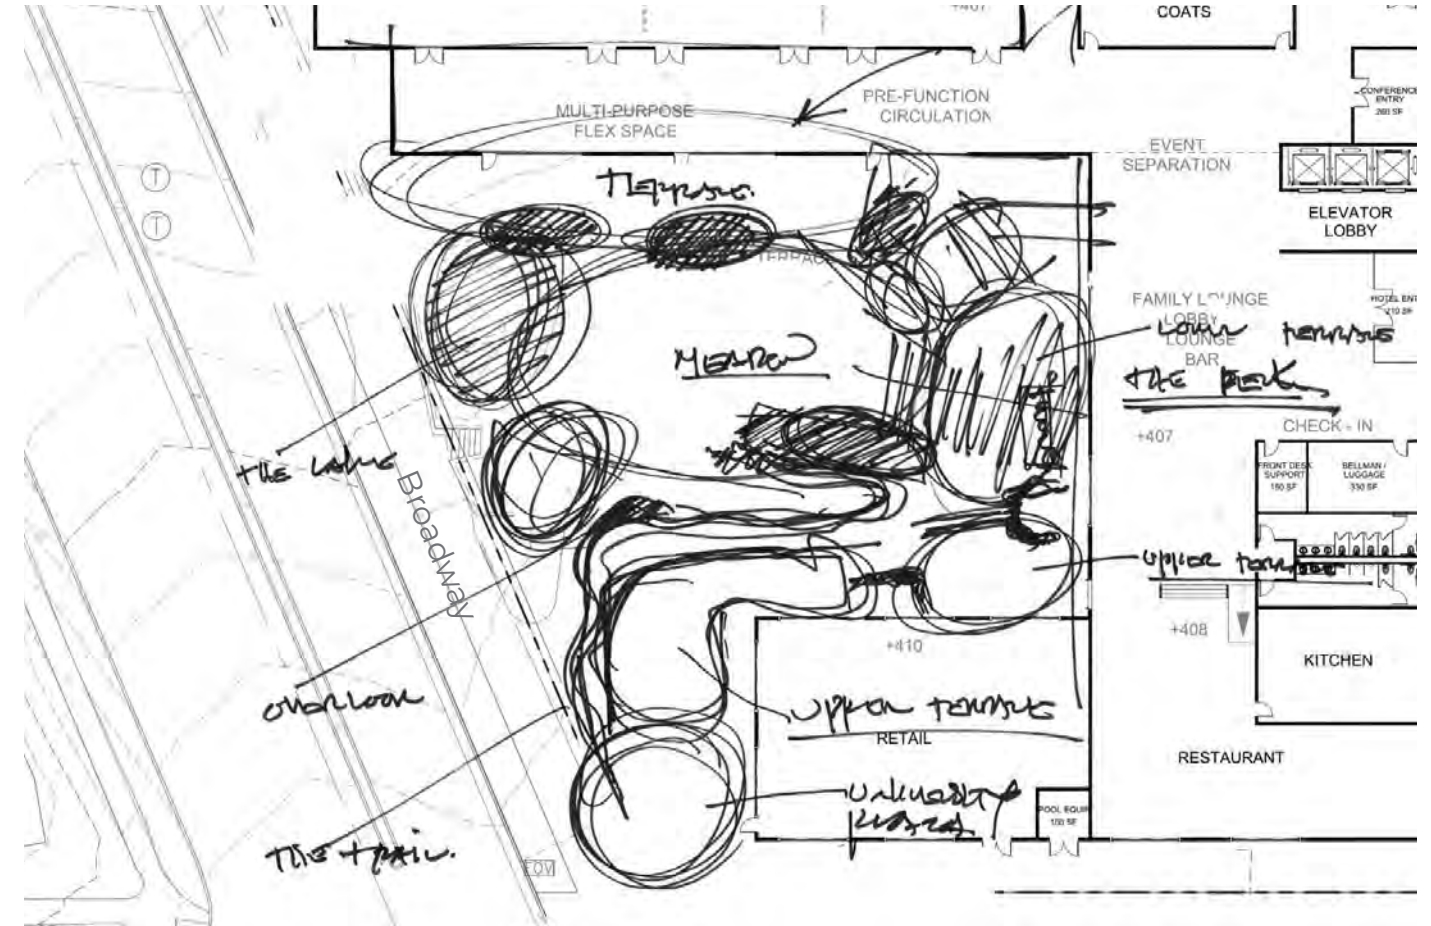 COATS
CONFERENCE
ENTRY
260 SF
MULTI-PURPOSE
FLEX SPACE
PRE-FUNCTION
CIRCULATION
EVENT
SEPARATION
T
T
TERRACE
ELEVATOR
LOBBY
TERRACE
FAMILY LOUNGE
LOBBY
LOUNGE
BAR
LOWER TERRACE
MEADOW
THE DECK
+407
CHECK - IN
THE LAWN
Broadway
FRONT DESK
SUPPORT
150 SF
BELLMAN /
LUGGAGE
330 SF
UPPER TERRACE
+408
+410
KITCHEN
OVERLOOK
UPPER TERRACE
RETAIL
RESTAURANT
UNIVERSITY
PLAZA
POOL EQUIP
100 SF
THE TRAIL.